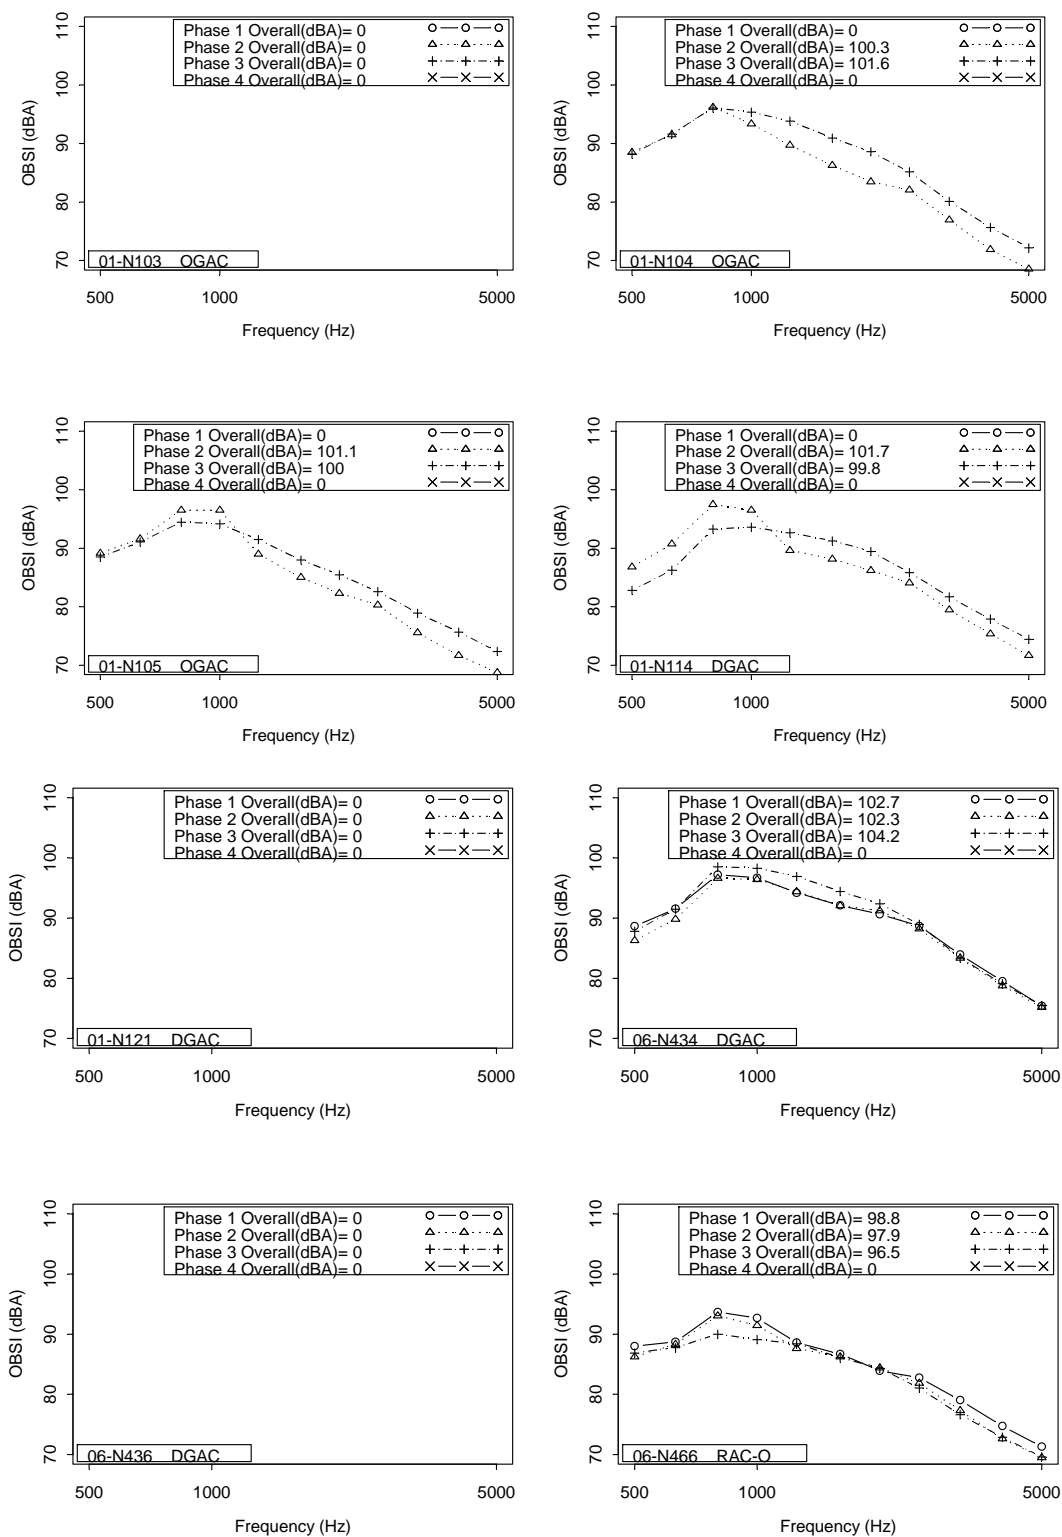 Phase 1 Overall(dBA)= 0
Phase 2 Overall(dBA)= 0
Phase 3 Overall(dBA)= 0
Phase 4 Overall(dBA)= 0
OBSI (dBA)
70 80 90 100 110
01-N103 OGAC
500 1000 5000
Frequency (Hz)
Phase 1 Overall(dBA)= 0
Phase 2 Overall(dBA)= 100.3
Phase 3 Overall(dBA)= 101.6
Phase 4 Overall(dBA)= 0
OBSI (dBA)
70 80 90 100 110
01-N104 OGAC
500 1000 5000
Frequency (Hz)
Phase 1 Overall(dBA)= 0
Phase 2 Overall(dBA)= 101.1
Phase 3 Overall(dBA)= 100
Phase 4 Overall(dBA)= 0
OBSI (dBA)
70 80 90 100 110
01-N105 OGAC
500 1000 5000
Frequency (Hz)
Phase 1 Overall(dBA)= 0
Phase 2 Overall(dBA)= 101.7
Phase 3 Overall(dBA)= 99.8
Phase 4 Overall(dBA)= 0
OBSI (dBA)
70 80 90 100 110
01-N114 DGAC
500 1000 5000
Frequency (Hz)
Phase 1 Overall(dBA)= 0
Phase 2 Overall(dBA)= 0
Phase 3 Overall(dBA)= 0
Phase 4 Overall(dBA)= 0
OBSI (dBA)
70 80 90 100 110
01-N121 DGAC
500 1000 5000
Frequency (Hz)
Phase 1 Overall(dBA)= 102.7
Phase 2 Overall(dBA)= 102.3
Phase 3 Overall(dBA)= 104.2
Phase 4 Overall(dBA)= 0
OBSI (dBA)
70 80 90 100 110
06-N434 DGAC
500 1000 5000
Frequency (Hz)
Phase 1 Overall(dBA)= 0
Phase 2 Overall(dBA)= 0
Phase 3 Overall(dBA)= 0
Phase 4 Overall(dBA)= 0
OBSI (dBA)
70 80 90 100 110
06-N436 DGAC
500 1000 5000
Frequency (Hz)
Phase 1 Overall(dBA)= 98.8
Phase 2 Overall(dBA)= 97.9
Phase 3 Overall(dBA)= 96.5
Phase 4 Overall(dBA)= 0
OBSI (dBA)
70 80 90 100 110
06-N466 RAC-O
500 1000 5000
Frequency (Hz)